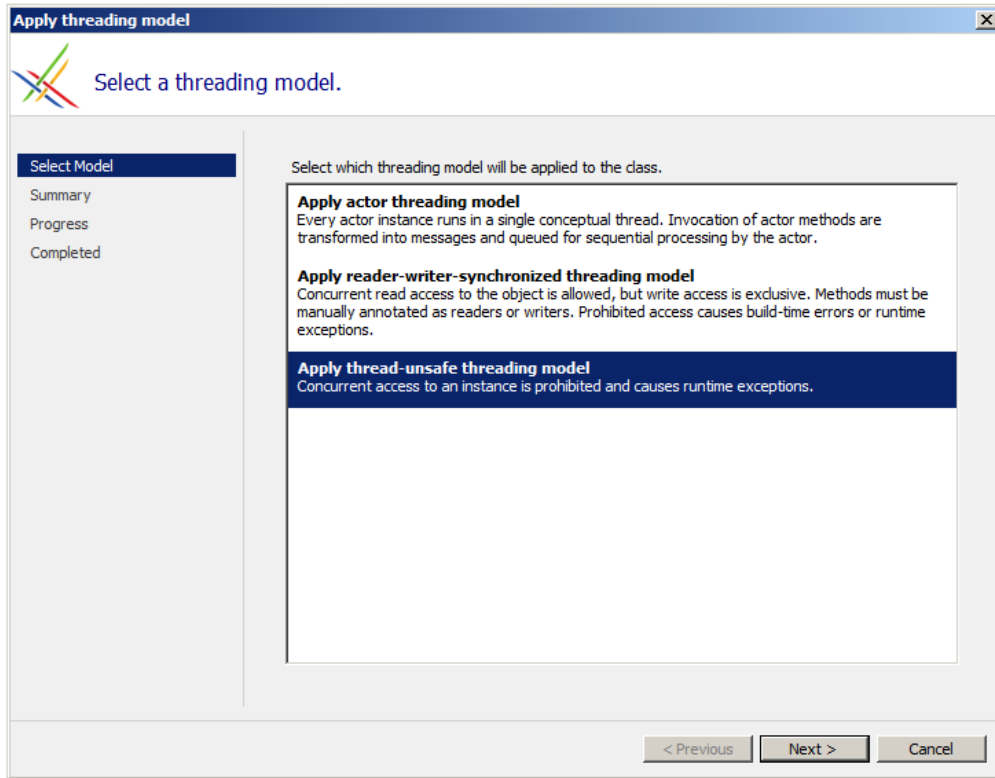 Apply threading model
Select a threading model.
Select Model
Summary
Progress
Completed
Select which threading model will be applied to the class.
Apply actor threading model
Every actor instance runs in a single conceptual thread. Invocation of actor methods are
transformed into messages and queued for sequential processing by the actor.
Apply reader-writer-synchronized threading model
Concurrent read access to the object is allowed, but write access is exclusive. Methods must be
manually annotated as readers or writers. Prohibited access causes build-time errors or runtime
exceptions.
Apply thread-unsafe threading model
Concurrent access to an instance is prohibited and causes runtime exceptions.
< Previous
Next >
Cancel